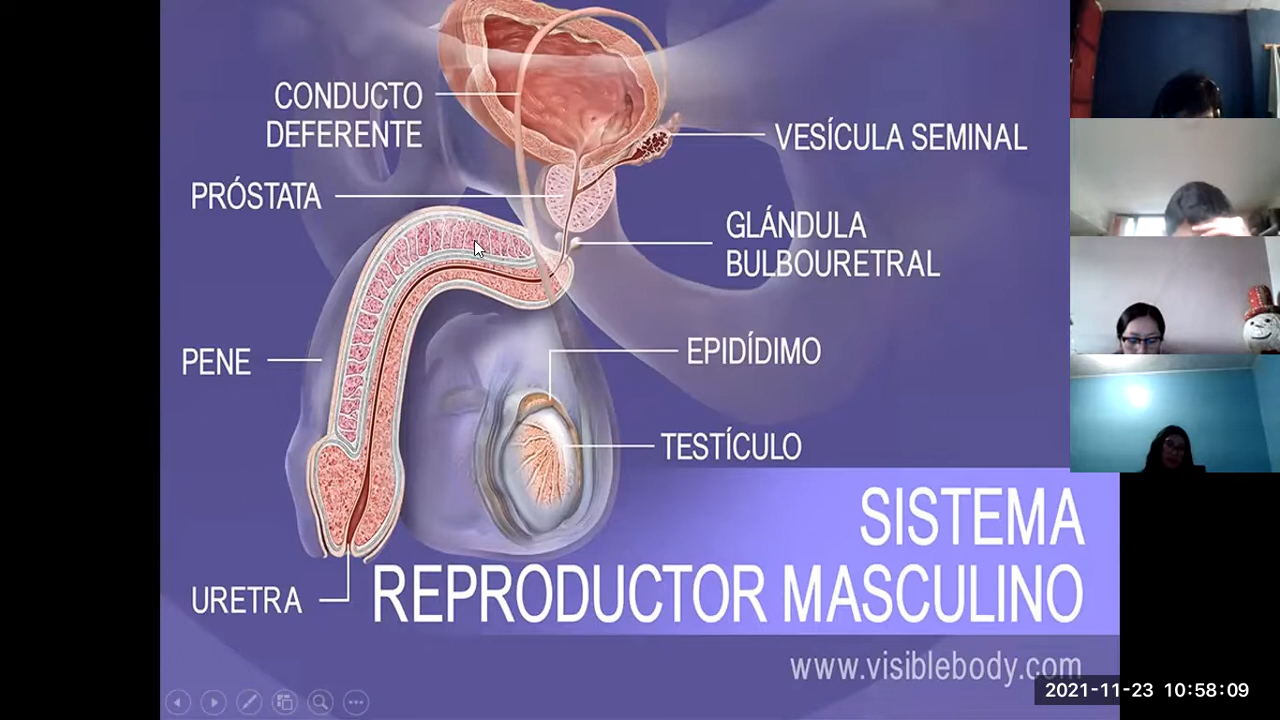 CONDUCTO
DEFERENTE
VESÍCULA SEMINAL
PRÓSTATA
GLÁNDULA
BULBOURETRAL
PENE
EPIDÍDIMO
TESTÍCULO
SISTEMA
REPRODUCTOR MASCULINO
URETRA
www.visiblebody.com
2021-11-23 10:58:09